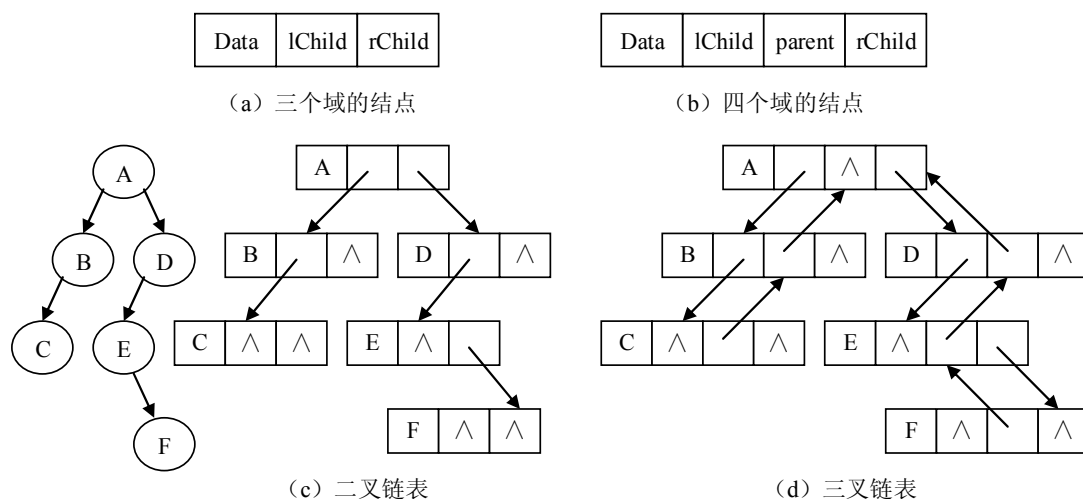 Data lChild rChild
Data lChild parent rChild
（a）三个域的结点
（b）四个域的结点
A
B D
C E
F
A
B ∧ D ∧
C ∧ ∧ E ∧
F ∧ ∧
（c）二叉链表
A ∧
B ∧ D ∧
C ∧ ∧ E ∧
F ∧ ∧
（d）三叉链表